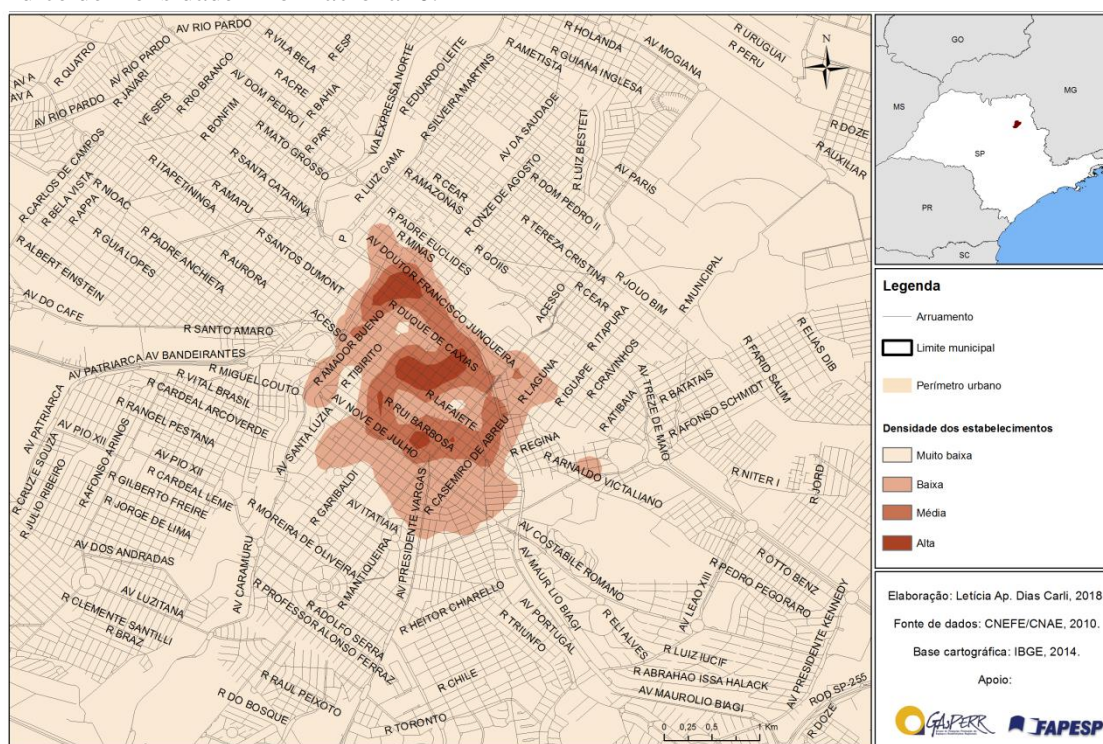 AV RIO PARDO
R QUATRO
AV A
AV A
AV RIO PARDO
R JAVARI
AV RIO PARDO
VE SEIS
R RIO BRANCO
R VILA BELA
R ESP
R ACRE
AV DOM PEDRO I
R BAHIA
R BONFIM
R PAR
R MATO GROSSO
R SANTA CATARINA
VIA EXPRESSA NORTE
R EDUARDO LEITE
R SILVEIRA MARTINS
R LUIZ GAMA
R AMETISTA
R HOLANDA
R GUIANA INGLESA
AV MOGIANA
R URUGUAI
R PERU
N
R DOZE
R AUXILIAR
AV DA SAUDADE
R LUIZ BESTETI
AV PARIS
R CEAR
R AMAZONAS
R ONZE DE AGOSTO
R DOM PEDRO II
R CARLOS DE CAMPOS
R BELA VISTA
R APPA
R NIOAC
R ITAPETININGA
R AMAPU
R GUIA LOPES
R PADRE ANCHIETA
R AURORA
R SANTOS DUMONT
R ALBERT EINSTEIN
P
R PADRE EUCLIDES
R MINAS
R GOIIS
R TEREZA CRISTINA
R JOUO BIM
R MUNICIPAL
AV DOUTOR FRANCISCO JUNQUEIRA
ACESSO
R CEAR
R ITAPURA
AV DO CAFE
R SANTO AMARO
ACESSO
R AMADOR BUENO
R DUQUE DE CAXIAS
R TIBIRITO
AV PATRIARCA
AV BANDEIRANTES
R MIGUEL COUTO
R VITAL BRASIL
R CARDEAL ARCOVERDE
R RANGEL PESTANA
AV SANTA LUZIA
AV NOVE DE JULHO
R RUI BARBOSA
R LAFAIETE
R CASEMIRO DE ABREU
R LAGUNA
R IGUAPE
R CRAVINHOS
R ATIBAIA
AV TREZE DE MAIO
R BATATAIS
R AFONSO SCHMIDT
R FARID SALIM
R ELIAS DIB
R REGINA
R ARNALDO VICTALIANO
R NITER I
R JORD
AV PATRIARCA
R CRUZ E SOUZA
R JULIO RIBEIRO
AV PIO XII
R AFONSO ARINOS
AV PIO XII
R CARDEAL LEME
R GILBERTO FREIRE
R JORGE DE LIMA
R GARIBALDI
R MOREIRA DE OLIVEIRA
AV ITATIAIA
R MANTIQUEIRA
AV PRESIDENTE VARGAS
AV DOS ANDRADAS
AV CARAMURU
AV LUZITANA
R CLEMENTE SANTILLI
R BRAZ
R PROFESSOR ALONSO FERRAZ
R ADOLFO SERRA
R HEITOR CHIARELLO
AV COSTABILE ROMANO
AV MAUR LIO BIAGI
AV PORTUGAL
R TRIUNFO
R ELI ALVES
AV LEAO XIII
R PEDRO PEGORARO
R OTTO BENZ
AV PRESIDENTE KENNEDY
R LUIZ IUCIF
R ABRAHAO ISSA HALACK
AV MAUROLIO BIAGI
ROD SP-255
R DOZE
R RAUL PEIXOTO
R DO BOSQUE
R CHILE
R TORONTO
0 0,25 0,5 1 Km
GO
MG
MS
SP
PR
SC
Legenda
Arruamento
Limite municipal
Perímetro urbano
Densidade dos estabelecimentos
Muito baixa
Baixa
Média
Alta
Elaboração: Letícia Ap. Dias Carli, 2018
Fonte de dados: CNEFE/CNAE, 2010.
Base cartográfica: IBGE, 2014.
Apoio:
GAsPERR
FAPESP